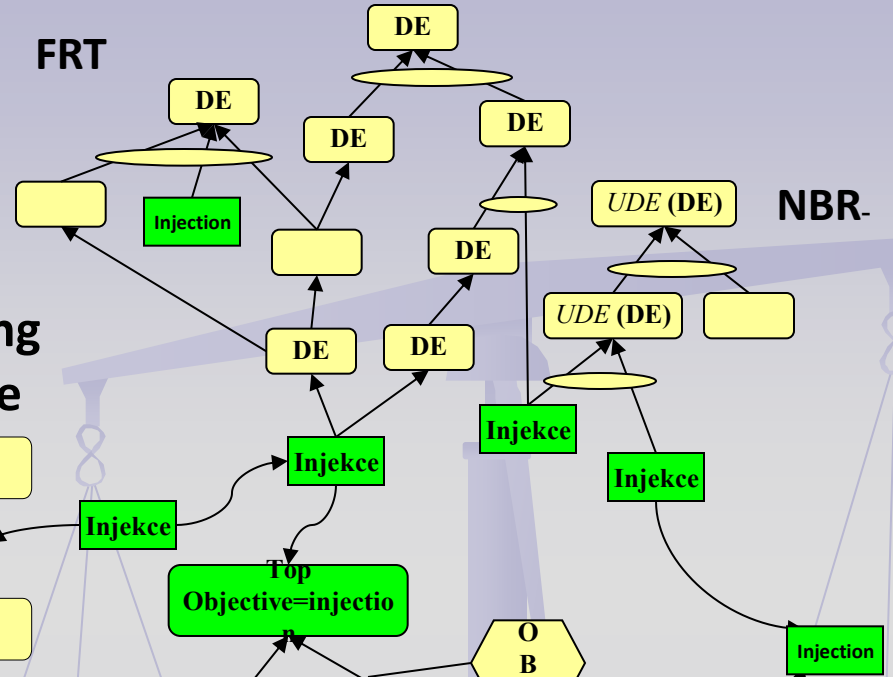 FRT
DE
DE
DE
DE
Injection
UDE (DE)
NBR-
DE
UDE (DE)
DE
DE
ng
e
Injekce
Injekce
Injekce
Injekce
Top
Objective=injectio
n
O
B
Injection